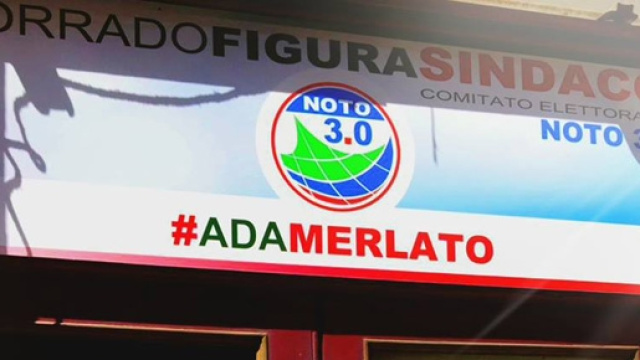 ORRADOFIGURASINDACO
COMITATO ELETTORA
NOTO 3
NOTO
3.0
#ADAMERLATO